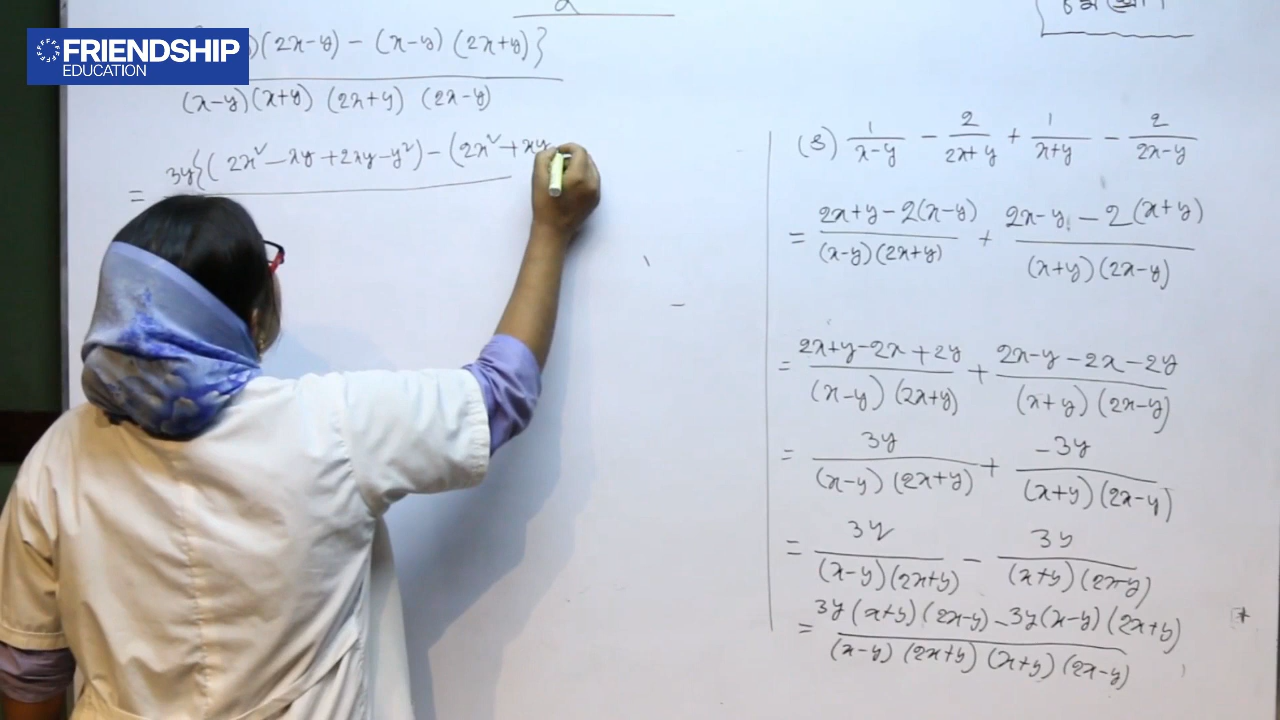 FRIENDSHIP
EDUCATION
)(2x-y) - (x-y) (2x+y)}
(x-y)(x+y) (2x+y) (2x-y)
= 3y{(2x² - xy + 2xy - y²) - (2x² + xy
(3) 1/(x-y) - 2/(2x+y) + 1/(x+y) - 2/(2x-y)
= (2x+y-2(x-y))/((x-y)(2x+y)) + (2x-y-2(x+y))/((x+y)(2x-y))
= (2x+y-2x+2y)/((x-y)(2x+y)) + (2x-y-2x-2y)/((x+y)(2x-y))
= 3y/((x-y)(2x+y)) + -3y/((x+y)(2x-y))
= 3y/((x-y)(2x+y)) - 3y/((x+y)(2x-y))
= (3y(x+y)(2x-y) - 3y(x-y)(2x+y))/((x-y)(2x+y)(x+y)(2x-y))